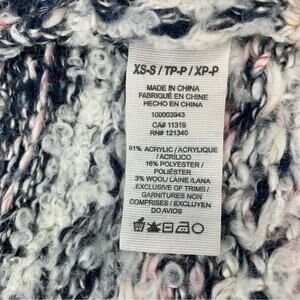 XS-S / TP-P / XP-P
MADE IN CHINA
FABRIQUÉ EN CHINE
HECHO EN CHINA
100003943
CA# 11319
RN# 121340
81% ACRYLIC / ACRYLIQUE
/ ACRÍLICO
16% POLYESTER /
POLIÉSTER
3% WOOL/ LAINE /LANA
EXCLUSIVE OF TRIMS /
GARNITURES NON
COMPRISES / EXCLUYEN
DO AVIOS